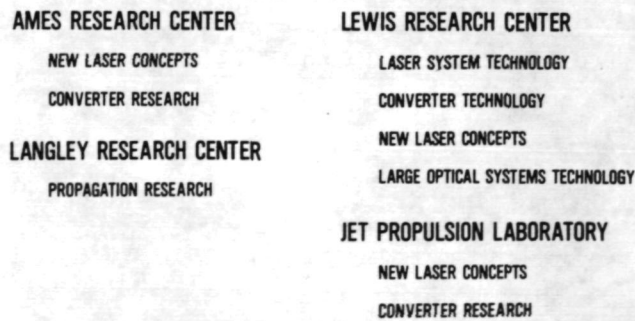 AMES RESEARCH CENTER
NEW LASER CONCEPTS
CONVERTER RESEARCH
LANGLEY RESEARCH CENTER
PROPAGATION RESEARCH
LEWIS RESEARCH CENTER
LASER SYSTEM TECHNOLOGY
CONVERTER TECHNOLOGY
NEW LASER CONCEPTS
LARGE OPTICAL SYSTEMS TECHNOLOGY
JET PROPULSION LABORATORY
NEW LASER CONCEPTS
CONVERTER RESEARCH